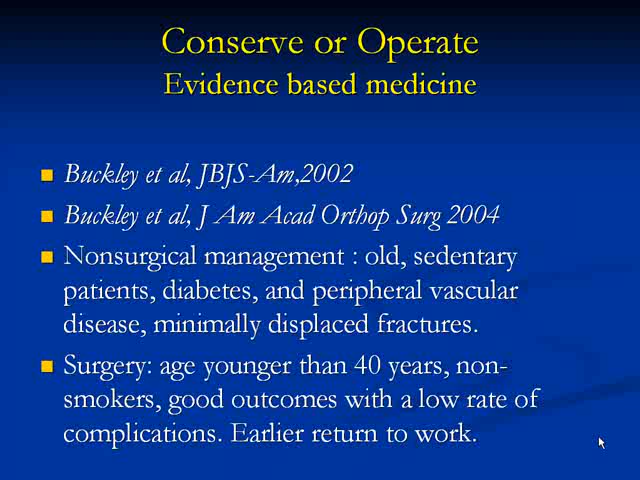 Conserve or Operate
Evidence based medicine
Buckley et al, JBJS-Am,2002
Buckley et al, J Am Acad Orthop Surg 2004
Nonsurgical management : old, sedentary
patients, diabetes, and peripheral vascular
disease, minimally displaced fractures.
Surgery: age younger than 40 years, non-
smokers, good outcomes with a low rate of
complications. Earlier return to work.